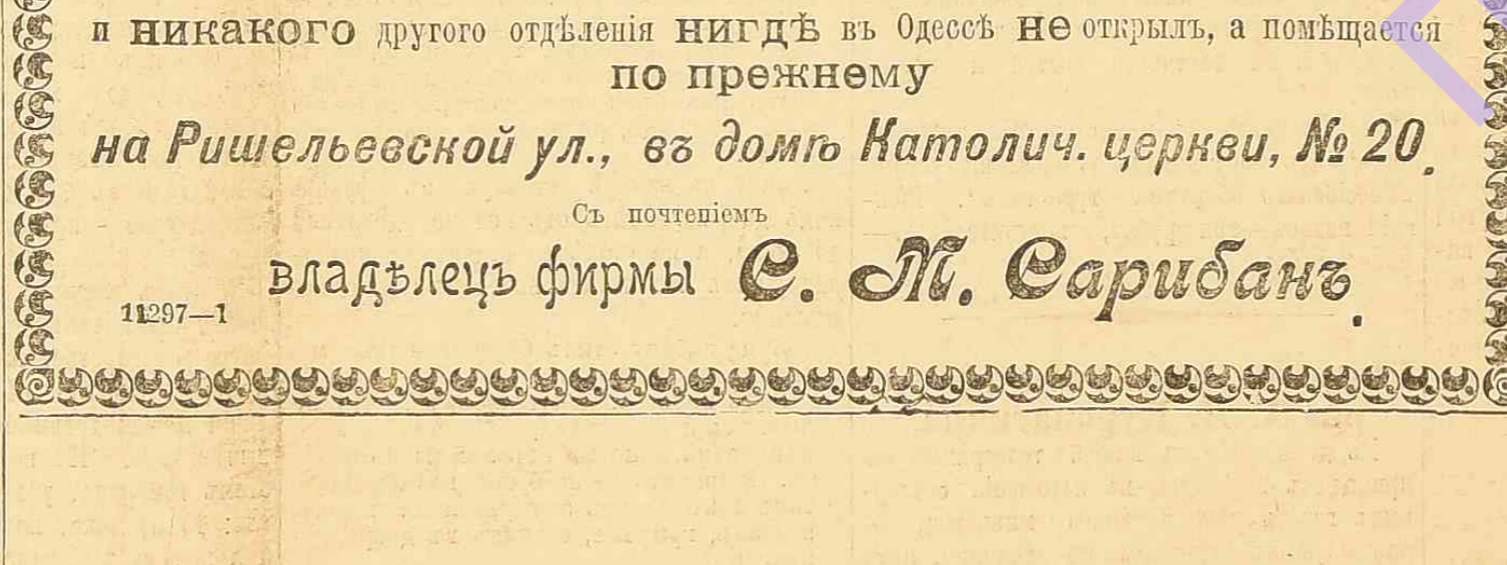 и никакого другого отдѣленія нигдѣ въ Одессѣ не открылъ, а помѣщается
по прежнему
на Ришельевской ул., въ домѣ Католич. церкви, № 20.
Съ почтеніемъ
владѣлецъ фирмы С. М. Сарибанъ.
11297—1